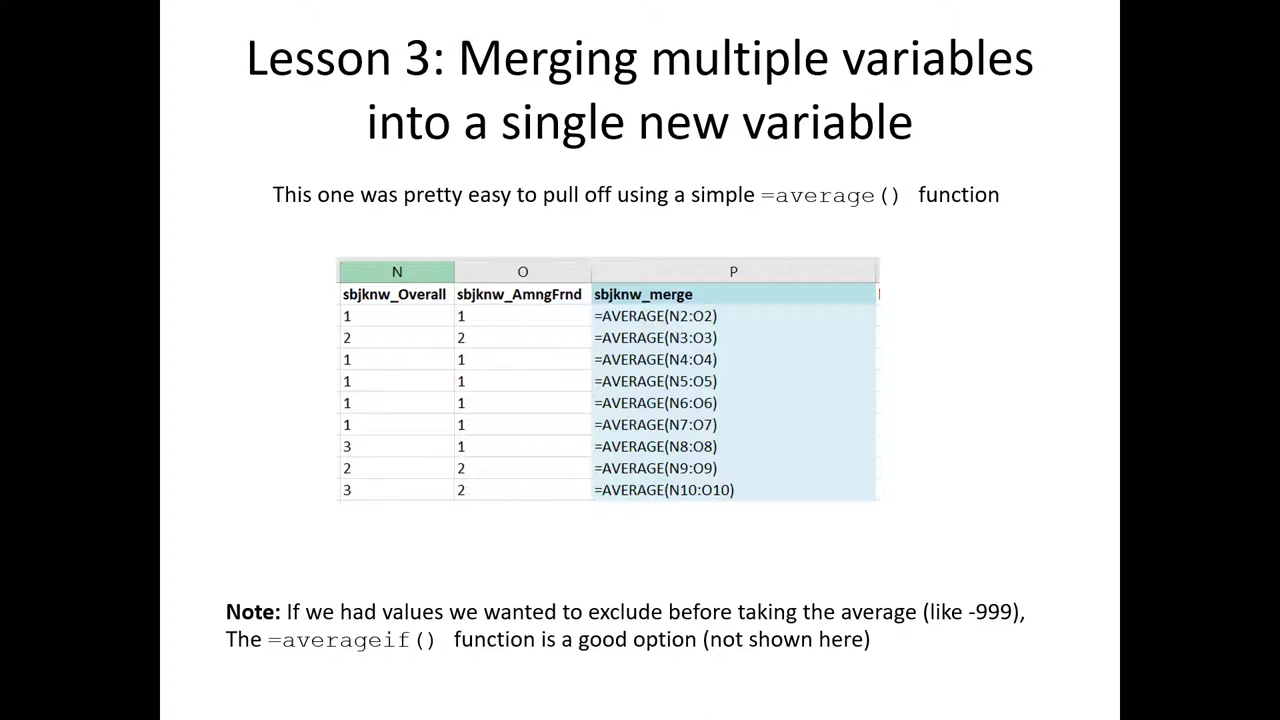 Lesson 3: Merging multiple variables
into a single new variable
This one was pretty easy to pull off using a simple =average() function
N O P
sbjknw_Overall sbjknw_AmngFrnd sbjknw_merge
1 1 =AVERAGE(N2:O2)
2 2 =AVERAGE(N3:O3)
1 1 =AVERAGE(N4:O4)
1 1 =AVERAGE(N5:O5)
1 1 =AVERAGE(N6:O6)
1 1 =AVERAGE(N7:O7)
3 1 =AVERAGE(N8:O8)
2 2 =AVERAGE(N9:O9)
3 2 =AVERAGE(N10:O10)
Note: If we had values we wanted to exclude before taking the average (like -999),
The =averageif() function is a good option (not shown here)